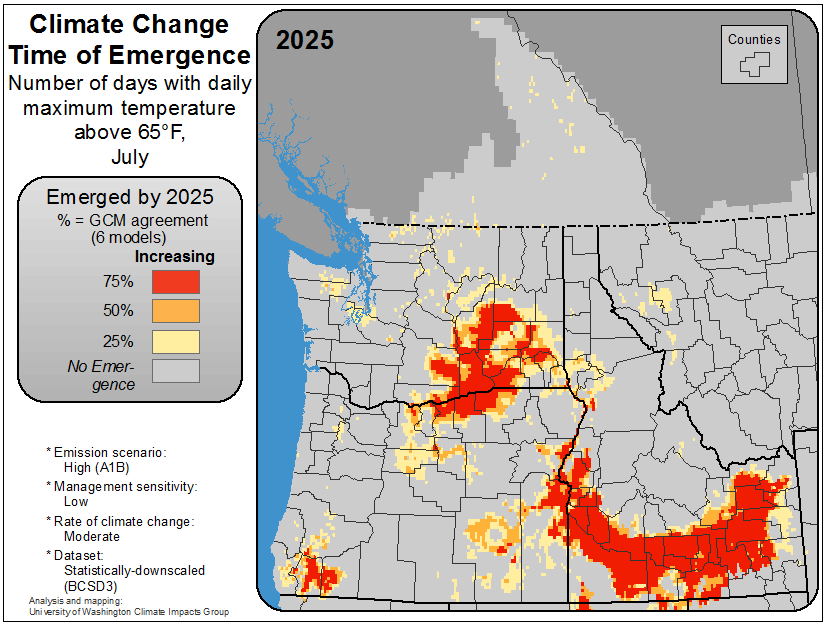 Climate Change
Time of Emergence
Number of days with daily
maximum temperature
above 65°F,
July
Emerged by 2025
% = GCM agreement
(6 models)
Increasing
75%
50%
25%
No Emer-
gence
* Emission scenario:
High (A1B)
* Management sensitivity:
Low
* Rate of climate change:
Moderate
* Dataset:
Statistically-downscaled
(BCSD3)
Analysis and mapping:
University of Washington Climate Impacts Group
2025
Counties